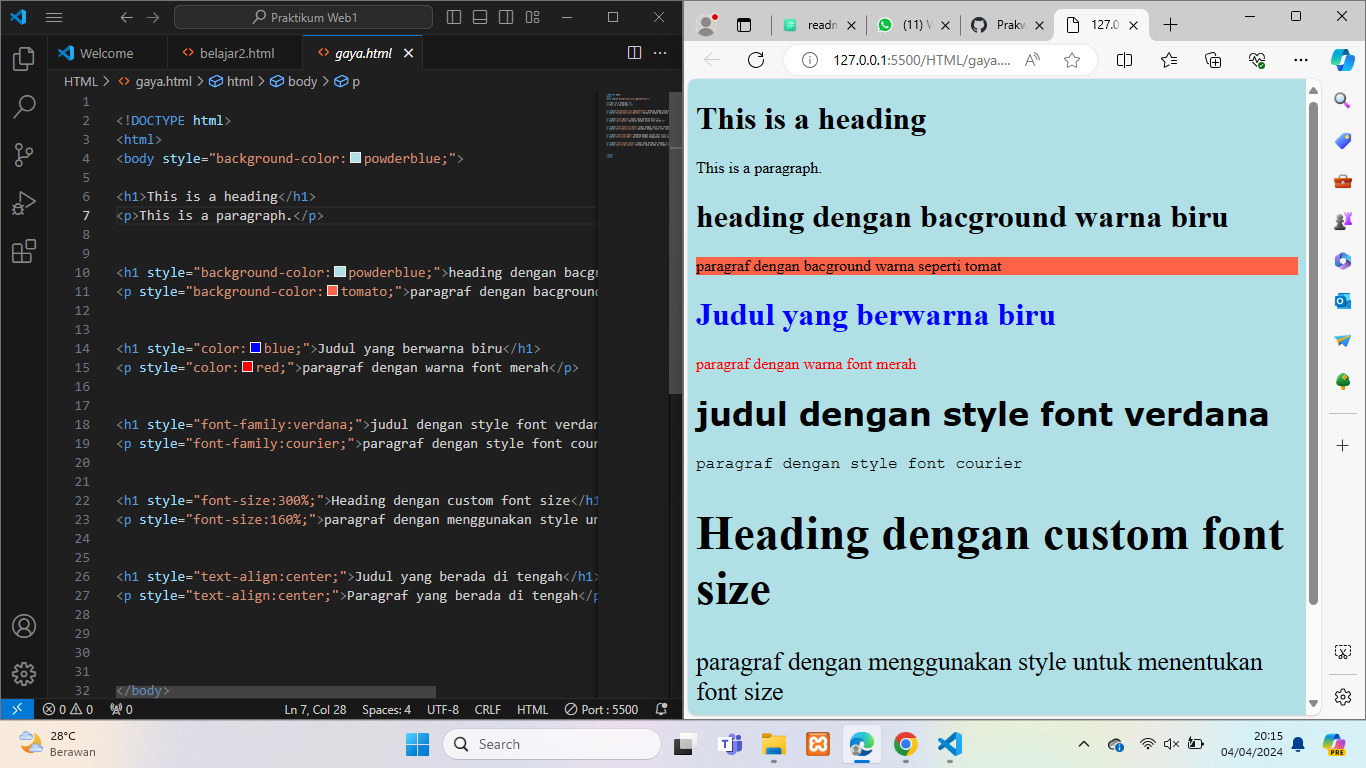 Praktikum Web1
Welcome
belajar2.html
gaya.html
HTML > gaya.html > html > body > p
1
2 <!DOCTYPE html>
3 <html>
4 <body style="background-color:powderblue;">
5
6 <h1>This is a heading</h1>
7 <p>This is a paragraph.</p>
8
9
10 <h1 style="background-color:powderblue;">heading dengan bacgr
11 <p style="background-color:tomato;">paragraf dengan bacground
12
13
14 <h1 style="color:blue;">Judul yang berwarna biru</h1>
15 <p style="color:red;">paragraf dengan warna font merah</p>
16
17
18 <h1 style="font-family:verdana;">judul dengan style font verdan
19 <p style="font-family:courier;">paragraf dengan style font cour
20
21
22 <h1 style="font-size:300%;">Heading dengan custom font size</h1
23 <p style="font-size:160%;">paragraf dengan menggunakan style un
24
25
26 <h1 style="text-align:center;">Judul yang berada di tengah</h1>
27 <p style="text-align:center;">Paragraf yang berada di tengah</p
28
29
30
31
32 </body>
0 0 0 Ln 7, Col 28 Spaces: 4 UTF-8 CRLF HTML Port : 5500
readn
(11) W
Prakw
127.0
127.0.0.1:5500/HTML/gaya....
This is a heading
This is a paragraph.
heading dengan bacground warna biru
paragraf dengan bacground warna seperti tomat
Judul yang berwarna biru
paragraf dengan warna font merah
judul dengan style font verdana
paragraf dengan style font courier
Heading dengan custom font
size
paragraf dengan menggunakan style untuk menentukan
font size
28°C
Berawan
Search
20:15
04/04/2024
PRE